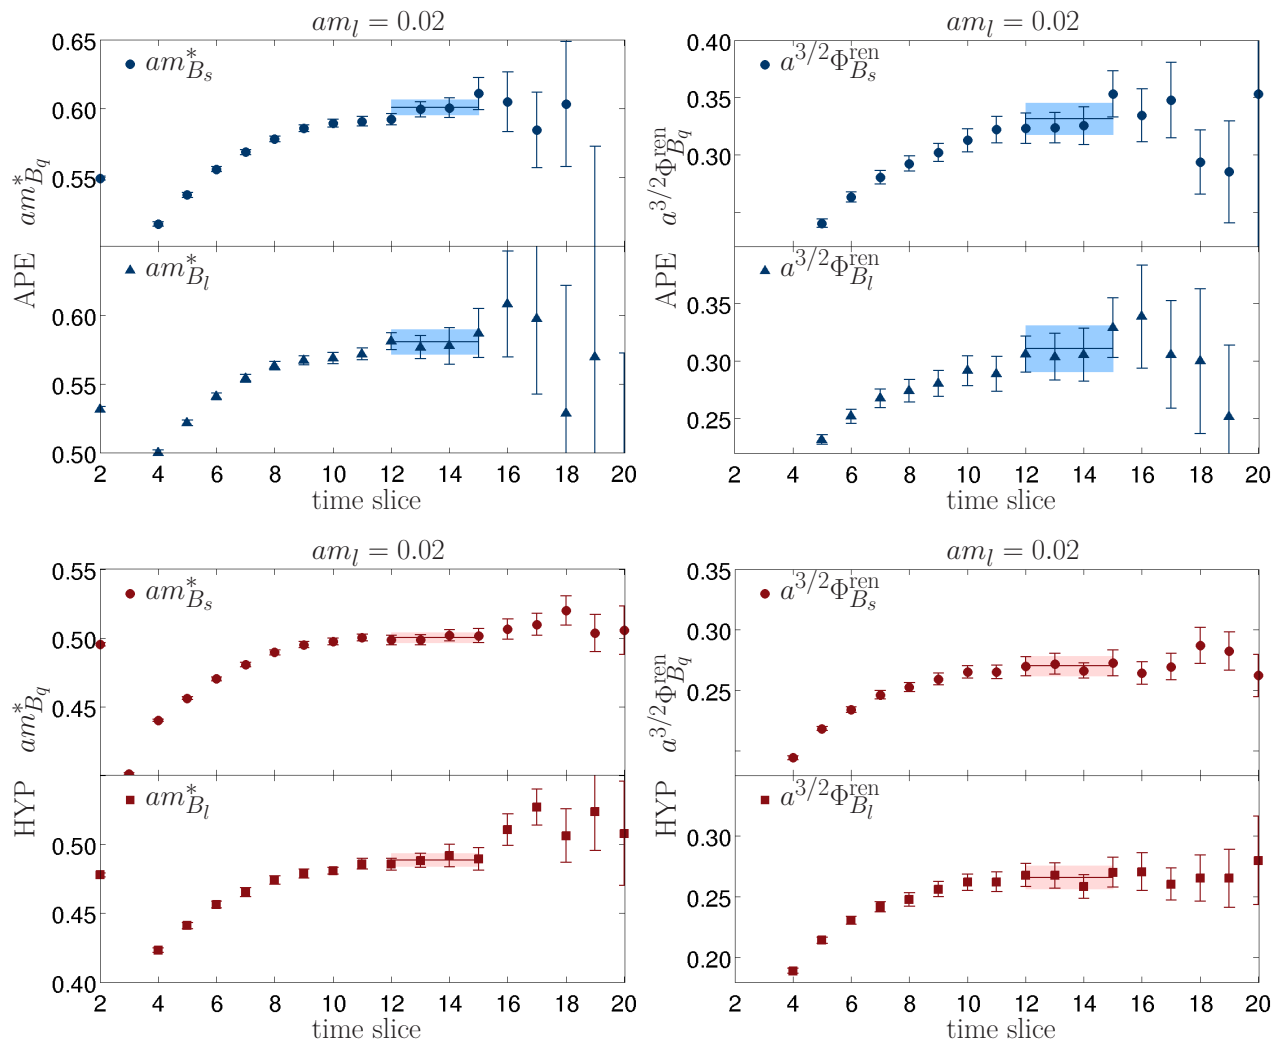 am_l = 0.02
0.65
0.60
0.55
am*_{B_s}
am*_{B_q}
0.60
0.55
0.50
am*_{B_l}
APE
2 4 6 8 10 12 14 16 18 20
time slice
am_l = 0.02
0.40
0.35
0.30
a^{3/2}Φ^{ren}_{B_s}
a^{3/2}Φ^{ren}_{B_q}
0.35
0.30
0.25
a^{3/2}Φ^{ren}_{B_l}
APE
2 4 6 8 10 12 14 16 18 20
time slice
am_l = 0.02
0.55
0.50
0.45
am*_{B_s}
am*_{B_q}
0.50
0.45
0.40
am*_{B_l}
HYP
2 4 6 8 10 12 14 16 18 20
time slice
am_l = 0.02
0.35
0.30
0.25
a^{3/2}Φ^{ren}_{B_s}
a^{3/2}Φ^{ren}_{B_q}
0.30
0.25
0.20
a^{3/2}Φ^{ren}_{B_l}
HYP
2 4 6 8 10 12 14 16 18 20
time slice